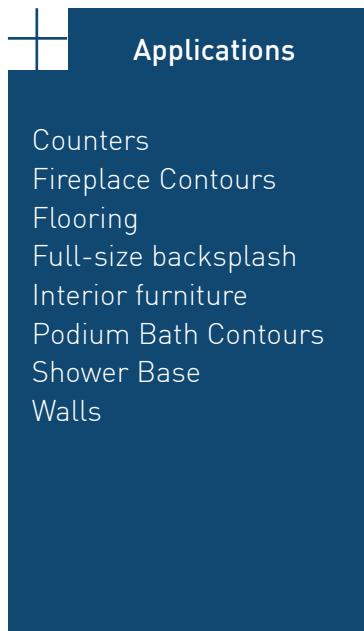 Applications
Counters
Fireplace Contours
Flooring
Full-size backsplash
Interior furniture
Podium Bath Contours
Shower Base
Walls